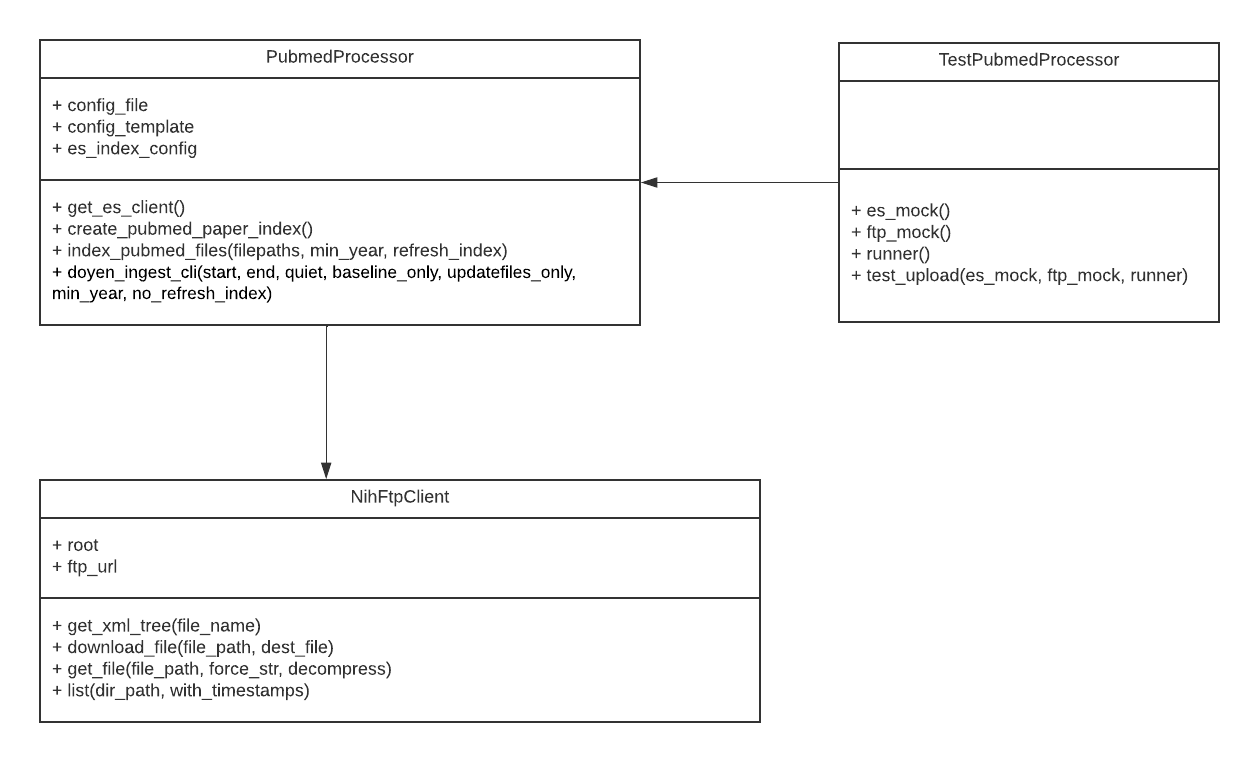 PubmedProcessor
+ config_file
+ config_template
+ es_index_config
+ get_es_client()
+ create_pubmed_paper_index()
+ index_pubmed_files(filepaths, min_year, refresh_index)
+ doyen_ingest_cli(start, end, quiet, baseline_only, updatefiles_only,
min_year, no_refresh_index)
TestPubmedProcessor
+ es_mock()
+ ftp_mock()
+ runner()
+ test_upload(es_mock, ftp_mock, runner)
NihFtpClient
+ root
+ ftp_url
+ get_xml_tree(file_name)
+ download_file(file_path, dest_file)
+ get_file(file_path, force_str, decompress)
+ list(dir_path, with_timestamps)